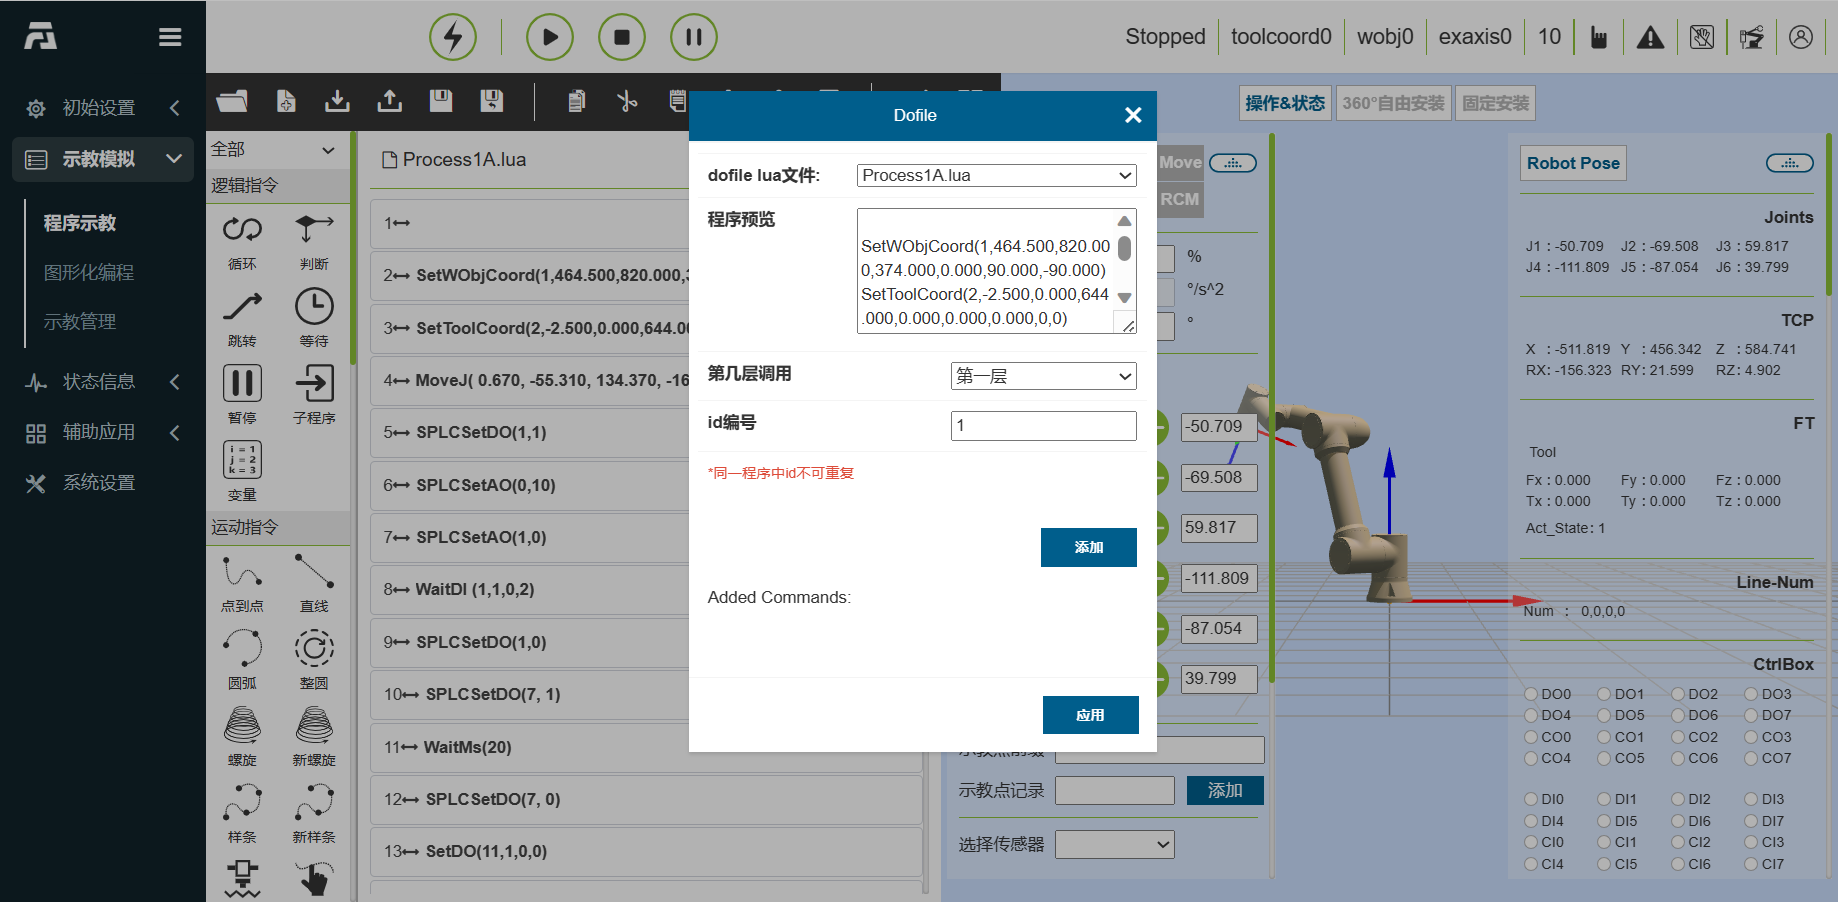 Stopped
toolcoord0
wobj0
exaxis0
10
初始设置
示教模拟
程序示教
图形化编程
示教管理
状态信息
辅助应用
系统设置
全部
逻辑指令
循环
判断
跳转
等待
暂停
子程序
i = 1
j = 2
k = 3
变量
运动指令
点到点
直线
圆弧
整圆
螺旋
新螺旋
样条
新样条
Process1A.lua
1
2 SetWObjCoord(1,464.500,820.000,3
3 SetToolCoord(2,-2.500,0.000,644.00
4 MoveJ( 0.670, -55.310, 134.370, -16
5 SPLCSetDO(1,1)
6 SPLCSetAO(0,10)
7 SPLCSetAO(1,0)
8 WaitDI (1,1,0,2)
9 SPLCSetDO(1,0)
10 SPLCSetDO(7, 1)
11 WaitMs(20)
12 SPLCSetDO(7, 0)
13 SetDO(11,1,0,0)
Dofile
dofile lua文件:
Process1A.lua
程序预览
SetWObjCoord(1,464.500,820.00
0,374.000,0.000,90.000,-90.000)
SetToolCoord(2,-2.500,0.000,644
.000,0.000,0.000,0.000,0,0)
第几层调用
第一层
id编号
1
*同一程序中id不可重复
添加
Added Commands:
应用
操作&状态
360°自由安装
固定安装
Move
RCM
%
°/s^2
°
-50.709
-69.508
59.817
-111.809
-87.054
39.799
示教点前缀
示教点记录
添加
选择传感器
Robot Pose
Joints
J1 : -50.709 J2 : -69.508 J3 : 59.817
J4 : -111.809 J5 : -87.054 J6 : 39.799
TCP
X : -511.819 Y : 456.342 Z : 584.741
RX: -156.323 RY: 21.599 RZ: 4.902
FT
Tool
Fx : 0.000 Fy : 0.000 Fz : 0.000
Tx : 0.000 Ty : 0.000 Tz : 0.000
Act_State: 1
Line-Num
Num : 0,0,0,0
CtrlBox
DO0 DO1 DO2 DO3
DO4 DO5 DO6 DO7
CO0 CO1 CO2 CO3
CO4 CO5 CO6 CO7
DI0 DI1 DI2 DI3
DI4 DI5 DI6 DI7
CI0 CI1 CI2 CI3
CI4 CI5 CI6 CI7